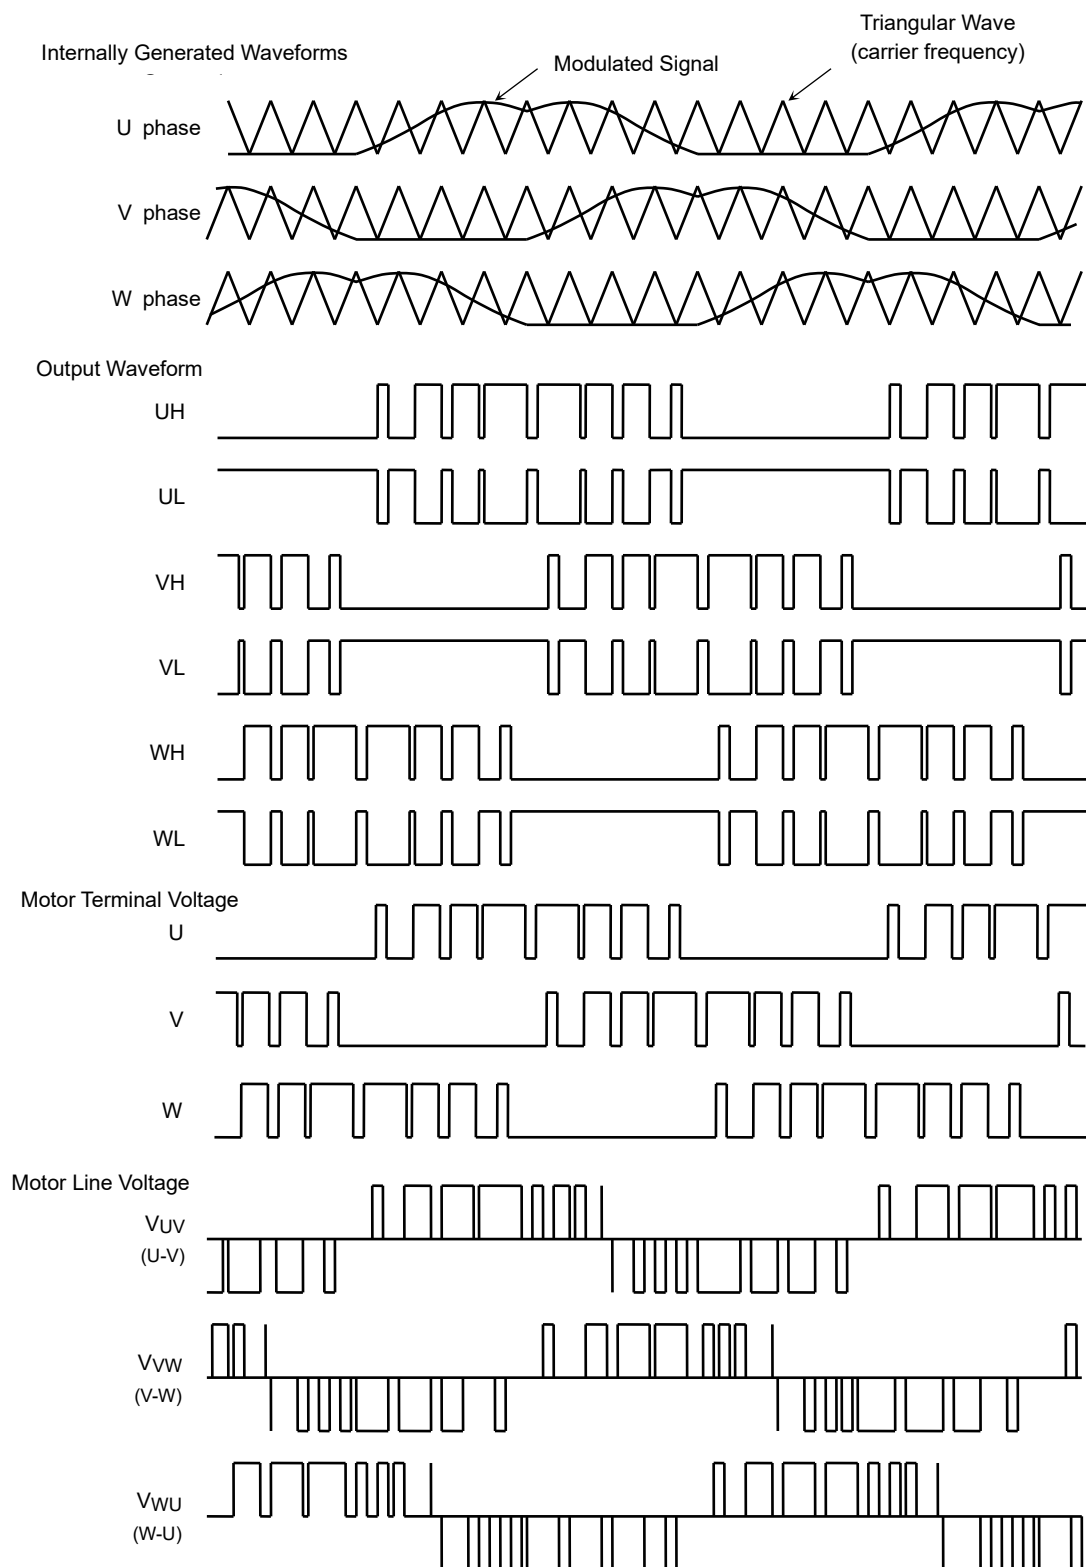 Triangular Wave
(carrier frequency)
Internally Generated Waveforms
Modulated Signal
U phase
V phase
W phase
Output Waveform
UH
UL
VH
VL
WH
WL
Motor Terminal Voltage
U
V
W
Motor Line Voltage
VUV
(U-V)
VVW
(V-W)
VWU
(W-U)